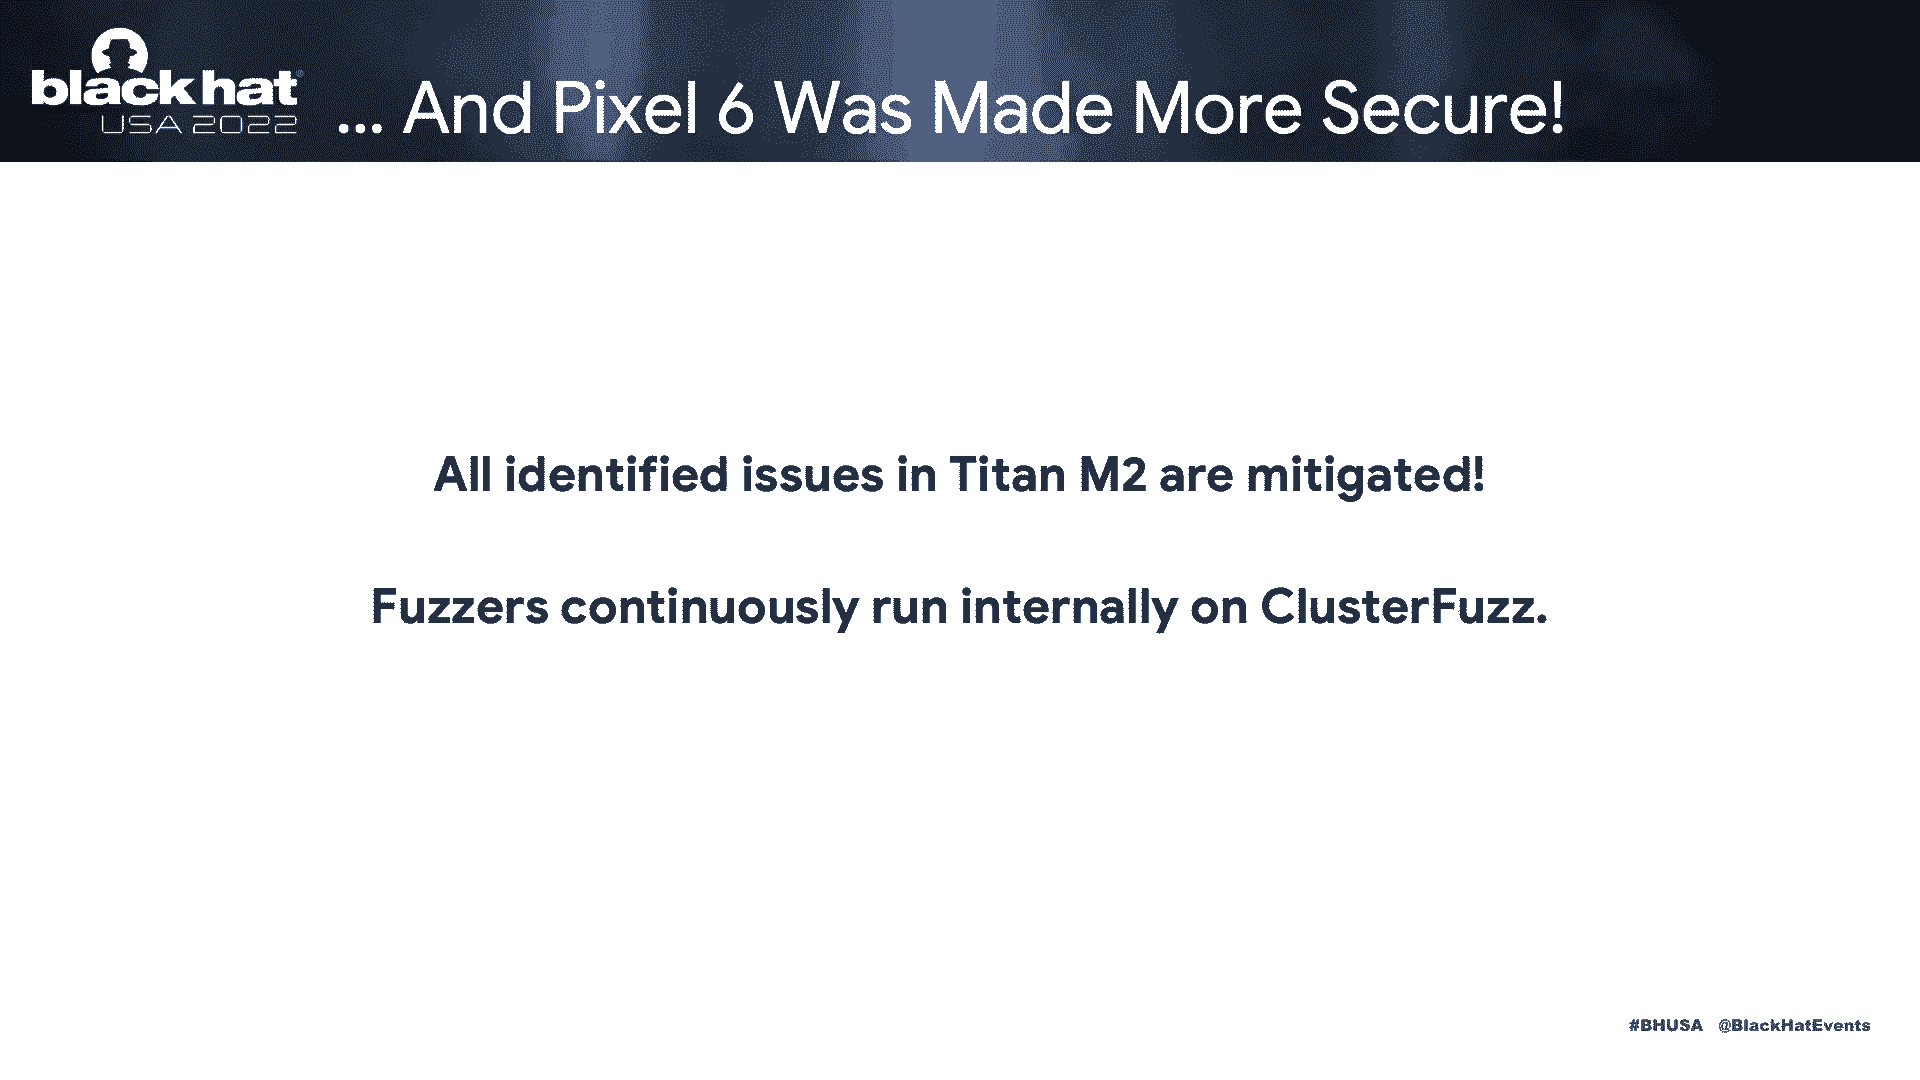 black hat®
USA 2022
... And Pixel 6 Was Made More Secure!
All identified issues in Titan M2 are mitigated!
Fuzzers continuously run internally on ClusterFuzz.
#BHUSA @BlackHatEvents